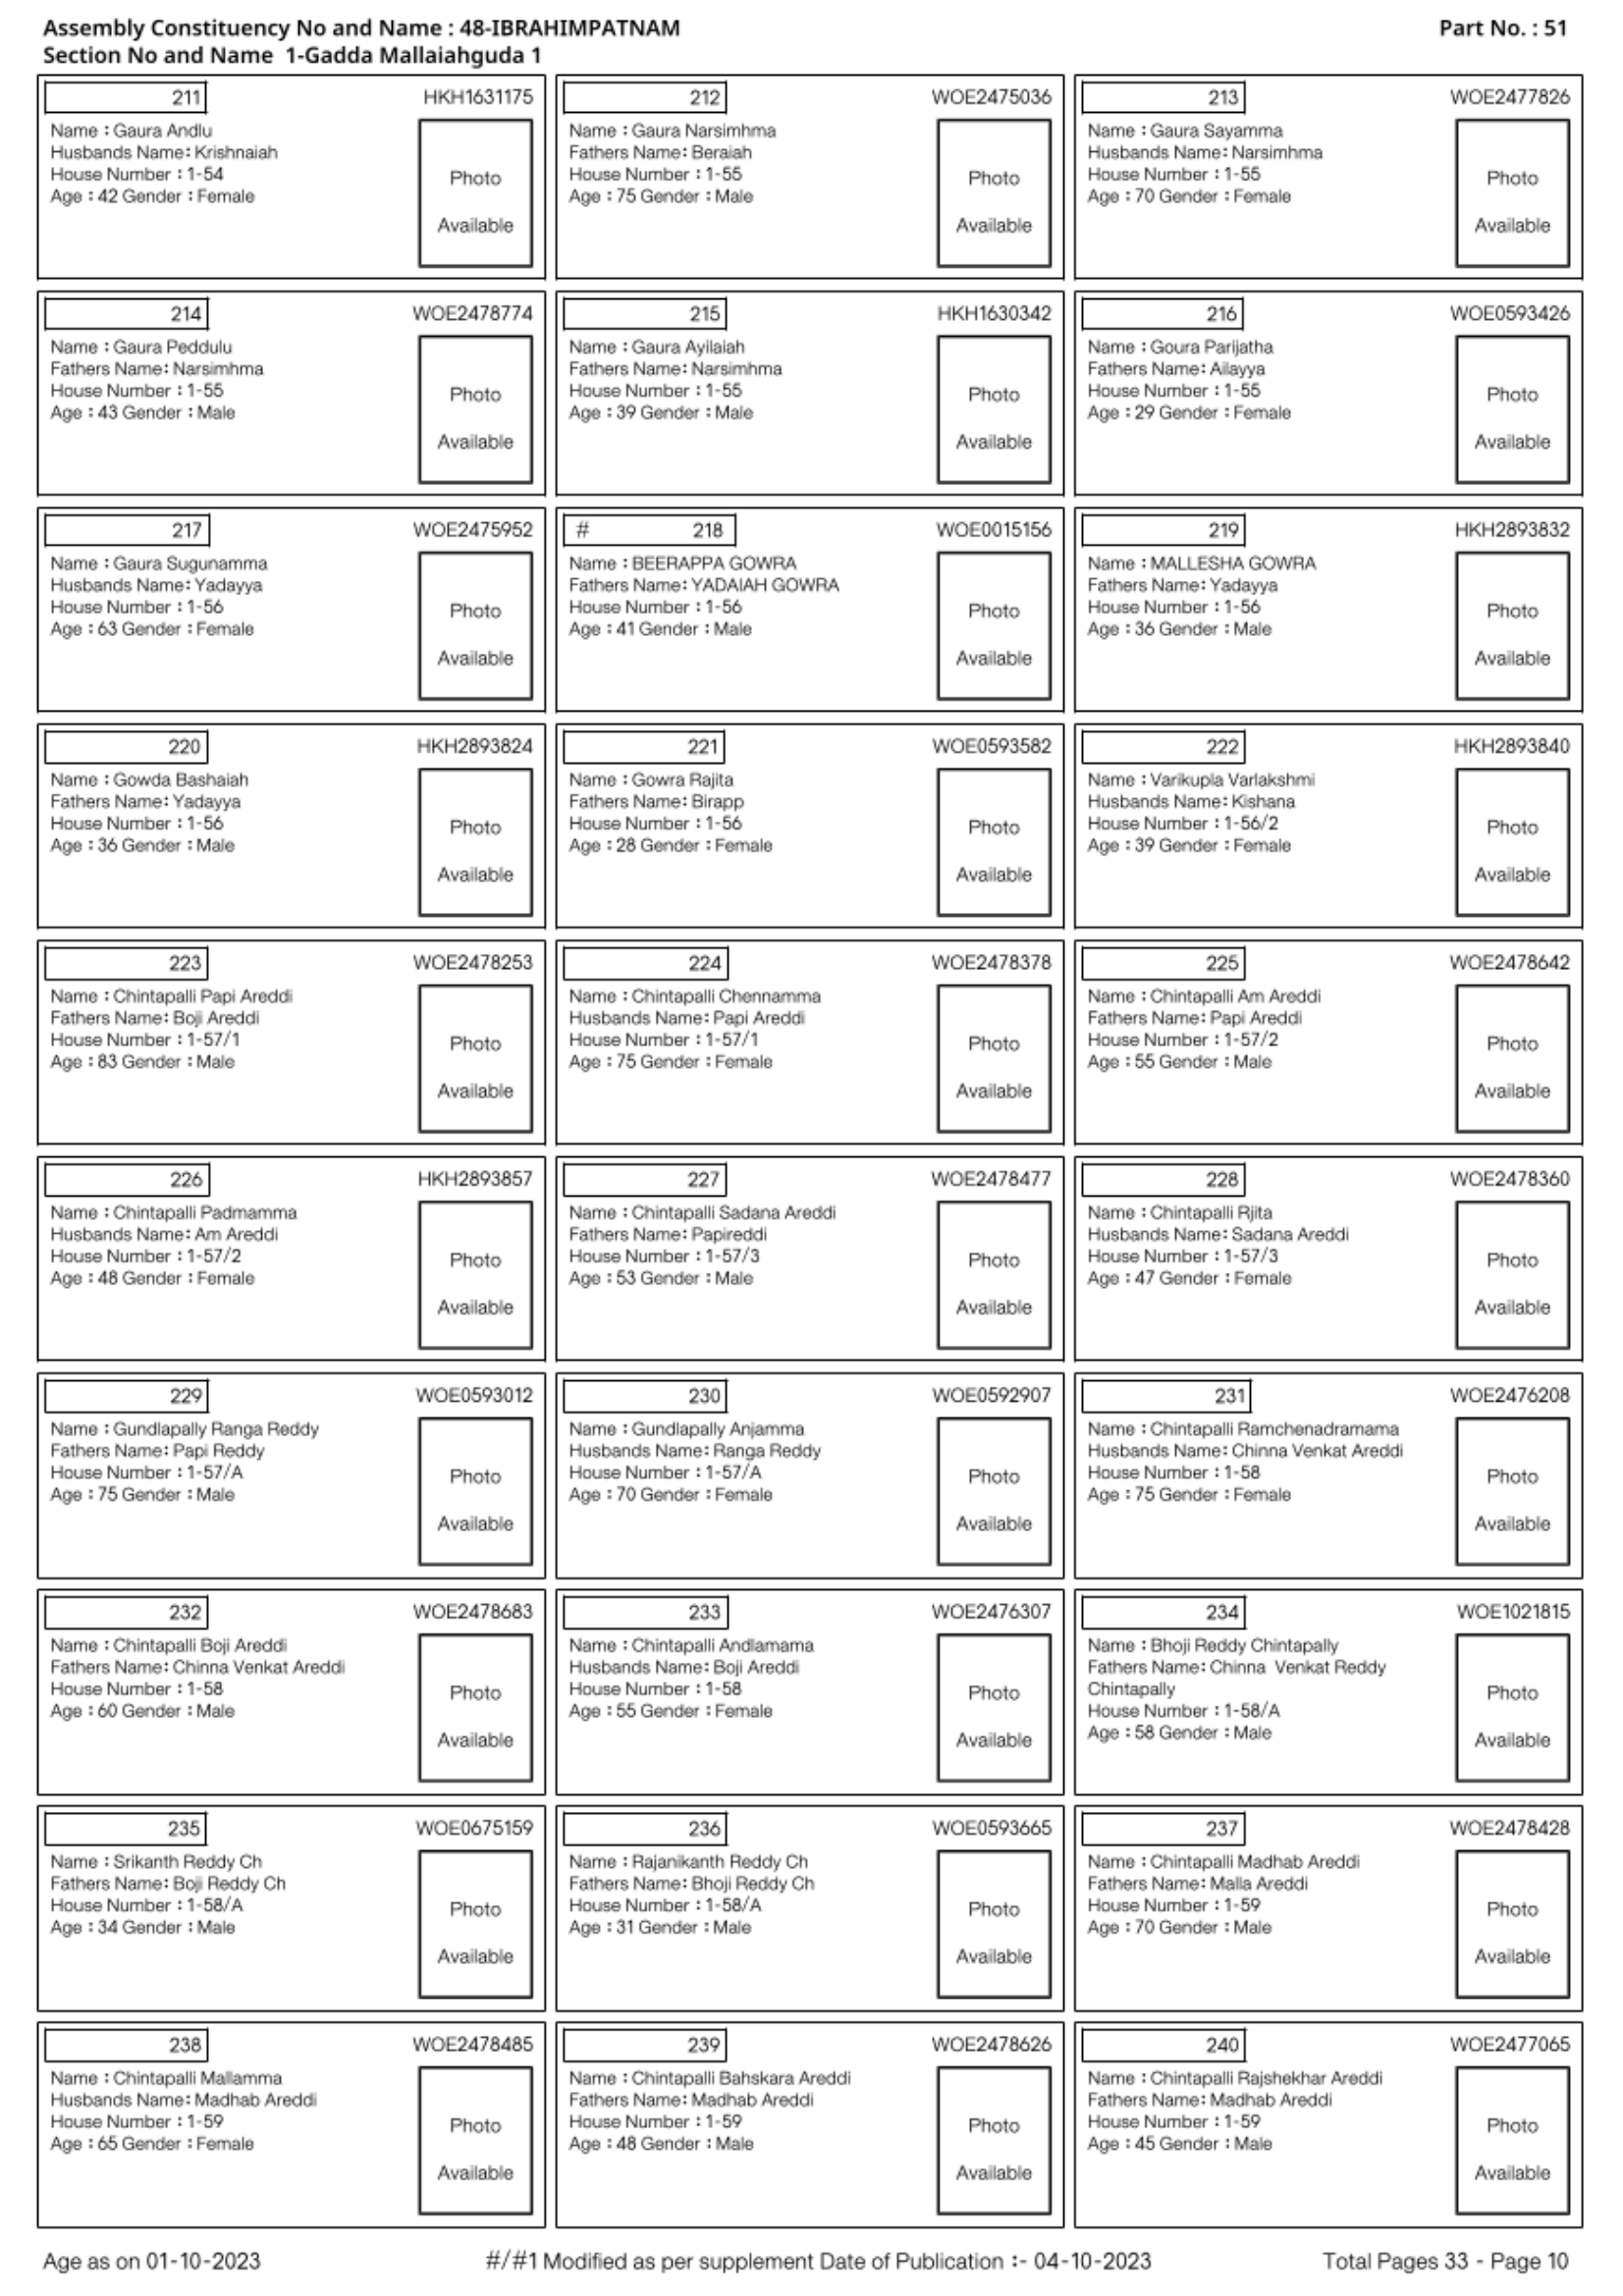 Assembly Constituency No and Name : 48-IBRAHIMPATNAM
Part No. : 51
Section No and Name 1-Gadda Mallaiahguda 1
211
HKH1631175
Name : Gaura Andlu
Husbands Name: Krishnaiah
House Number : 1-54
Age : 42 Gender : Female
Photo
Available
212
WOE2475036
Name : Gaura Narsimhma
Fathers Name: Beraiah
House Number : 1-55
Age : 75 Gender : Male
Photo
Available
213
WOE2477826
Name : Gaura Sayamma
Husbands Name: Narsimhma
House Number : 1-55
Age : 70 Gender : Female
Photo
Available
214
WOE2478774
Name : Gaura Peddulu
Fathers Name: Narsimhma
House Number : 1-55
Age : 43 Gender : Male
Photo
Available
215
HKH1630342
Name : Gaura Ayilaiah
Fathers Name: Narsimhma
House Number : 1-55
Age : 39 Gender : Male
Photo
Available
216
WOE0593426
Name : Goura Parijatha
Fathers Name: Ailayya
House Number : 1-55
Age : 29 Gender : Female
Photo
Available
217
WOE2475952
Name : Gaura Sugunamma
Husbands Name: Yadayya
House Number : 1-56
Age : 63 Gender : Female
Photo
Available
# 218
WOE0015156
Name : BEERAPPA GOWRA
Fathers Name: YADAIAH GOWRA
House Number : 1-56
Age : 41 Gender : Male
Photo
Available
219
HKH2893832
Name : MALLESHA GOWRA
Fathers Name: Yadayya
House Number : 1-56
Age : 36 Gender : Male
Photo
Available
220
HKH2893824
Name : Gowda Bashaiah
Fathers Name: Yadayya
House Number : 1-56
Age : 36 Gender : Male
Photo
Available
221
WOE0593582
Name : Gowra Rajita
Fathers Name: Birapp
House Number : 1-56
Age : 28 Gender : Female
Photo
Available
222
HKH2893840
Name : Varikupla Varlakshmi
Husbands Name: Kishana
House Number : 1-56/2
Age : 39 Gender : Female
Photo
Available
223
WOE2478253
Name : Chintapalli Papi Areddi
Fathers Name: Boji Areddi
House Number : 1-57/1
Age : 83 Gender : Male
Photo
Available
224
WOE2478378
Name : Chintapalli Chennamma
Husbands Name: Papi Areddi
House Number : 1-57/1
Age : 75 Gender : Female
Photo
Available
225
WOE2478642
Name : Chintapalli Am Areddi
Fathers Name: Papi Areddi
House Number : 1-57/2
Age : 55 Gender : Male
Photo
Available
226
HKH2893857
Name : Chintapalli Padmamma
Husbands Name: Am Areddi
House Number : 1-57/2
Age : 48 Gender : Female
Photo
Available
227
WOE2478477
Name : Chintapalli Sadana Areddi
Fathers Name: Papireddi
House Number : 1-57/3
Age : 53 Gender : Male
Photo
Available
228
WOE2478360
Name : Chintapalli Rjita
Husbands Name: Sadana Areddi
House Number : 1-57/3
Age : 47 Gender : Female
Photo
Available
229
WOE0593012
Name : Gundlapally Ranga Reddy
Fathers Name: Papi Reddy
House Number : 1-57/A
Age : 75 Gender : Male
Photo
Available
230
WOE0592907
Name : Gundlapally Anjamma
Husbands Name: Ranga Reddy
House Number : 1-57/A
Age : 70 Gender : Female
Photo
Available
231
WOE2476208
Name : Chintapalli Ramchenadramama
Husbands Name: Chinna Venkat Areddi
House Number : 1-58
Age : 75 Gender : Female
Photo
Available
232
WOE2478683
Name : Chintapalli Boji Areddi
Fathers Name: Chinna Venkat Areddi
House Number : 1-58
Age : 60 Gender : Male
Photo
Available
233
WOE2476307
Name : Chintapalli Andlamama
Husbands Name: Boji Areddi
House Number : 1-58
Age : 55 Gender : Female
Photo
Available
234
WOE1021815
Name : Bhoji Reddy Chintapally
Fathers Name: Chinna Venkat Reddy
Chintapally
House Number : 1-58/A
Age : 58 Gender : Male
Photo
Available
235
WOE0675159
Name : Srikanth Reddy Ch
Fathers Name: Boji Reddy Ch
House Number : 1-58/A
Age : 34 Gender : Male
Photo
Available
236
WOE0593665
Name : Rajanikanth Reddy Ch
Fathers Name: Bhoji Reddy Ch
House Number : 1-58/A
Age : 31 Gender : Male
Photo
Available
237
WOE2478428
Name : Chintapalli Madhab Areddi
Fathers Name: Malla Areddi
House Number : 1-59
Age : 70 Gender : Male
Photo
Available
238
WOE2478485
Name : Chintapalli Mallamma
Husbands Name: Madhab Areddi
House Number : 1-59
Age : 65 Gender : Female
Photo
Available
239
WOE2478626
Name : Chintapalli Bahskara Areddi
Fathers Name: Madhab Areddi
House Number : 1-59
Age : 48 Gender : Male
Photo
Available
240
WOE2477065
Name : Chintapalli Rajshekhar Areddi
Fathers Name: Madhab Areddi
House Number : 1-59
Age : 45 Gender : Male
Photo
Available
Age as on 01-10-2023
#/#1 Modified as per supplement Date of Publication :- 04-10-2023
Total Pages 33 - Page 10